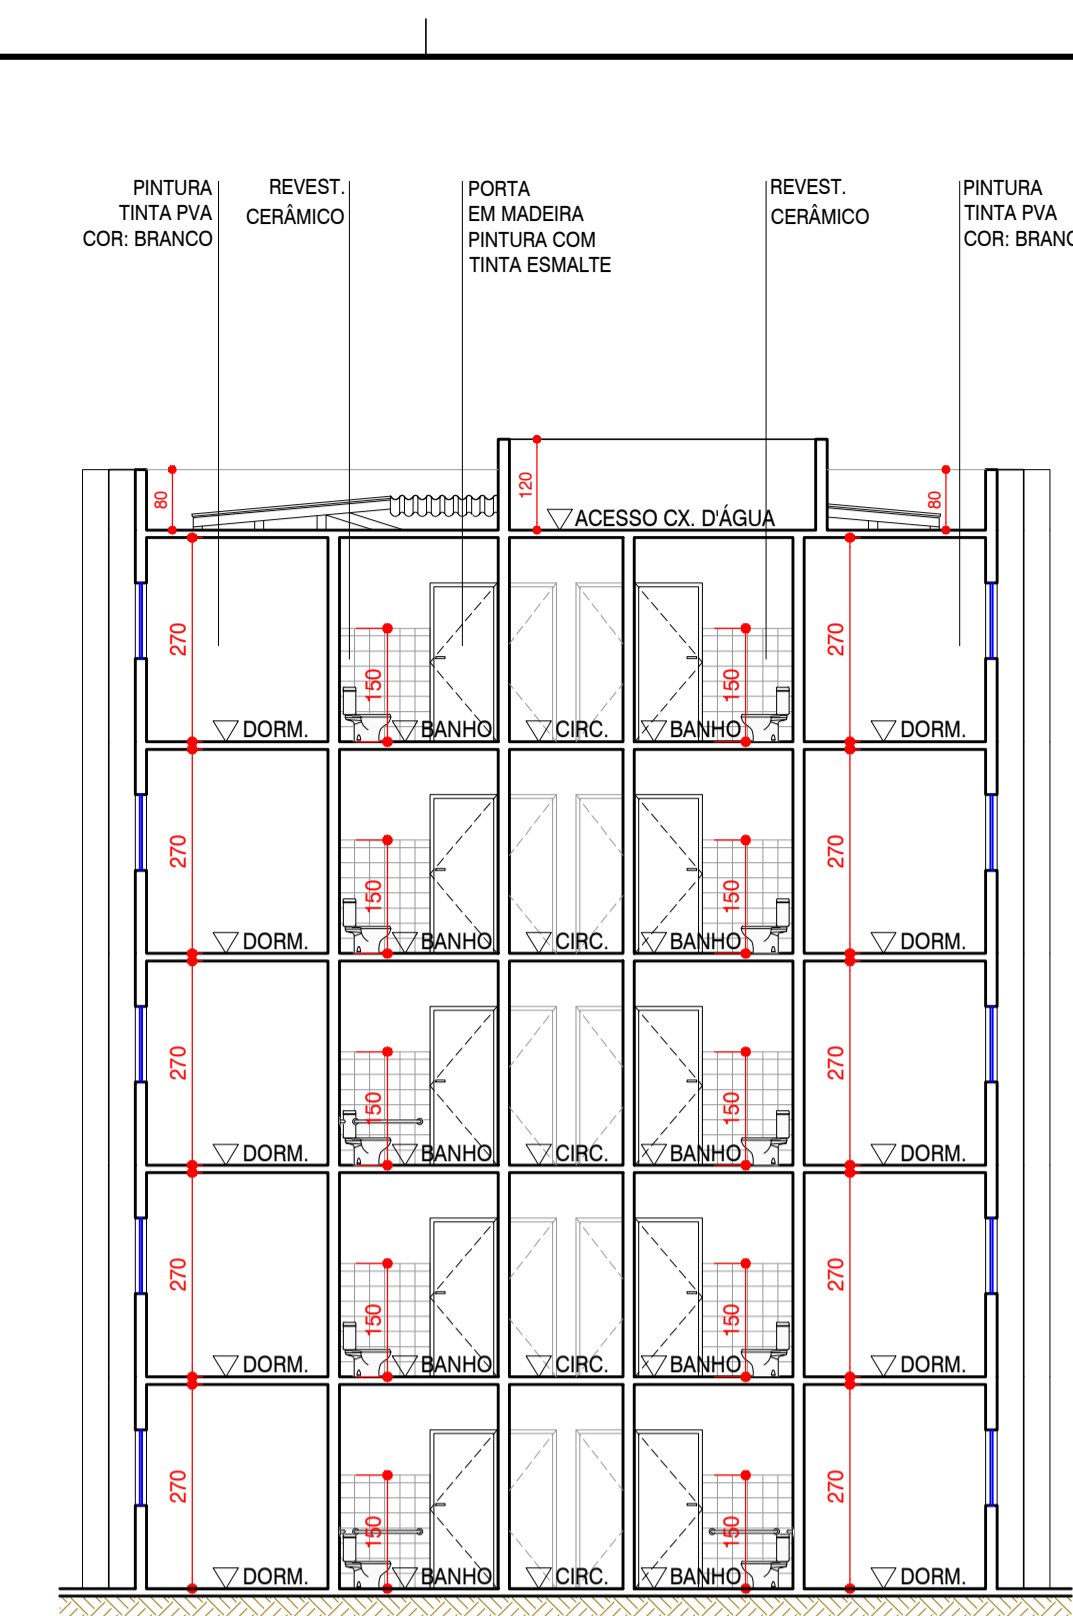 PINTURA
TINTA PVA
COR: BRANCO
REVEST.
CERÂMICO
PORTA
EM MADEIRA
PINTURA COM
TINTA ESMALTE
REVEST.
CERÂMICO
PINTURA
TINTA PVA
COR: BRANC
80
120
ACESSO CX. D'ÁGUA
80
270
150
150
270
DORM.
BANHO
CIRC.
BANHO
DORM.
270
150
150
270
DORM.
BANHO
CIRC.
BANHO
DORM.
270
150
150
270
DORM.
BANHO
CIRC.
BANHO
DORM.
270
150
150
270
DORM.
BANHO
CIRC.
BANHO
DORM.
270
150
150
270
DORM.
BANHO
CIRC.
BANHO
DORM.